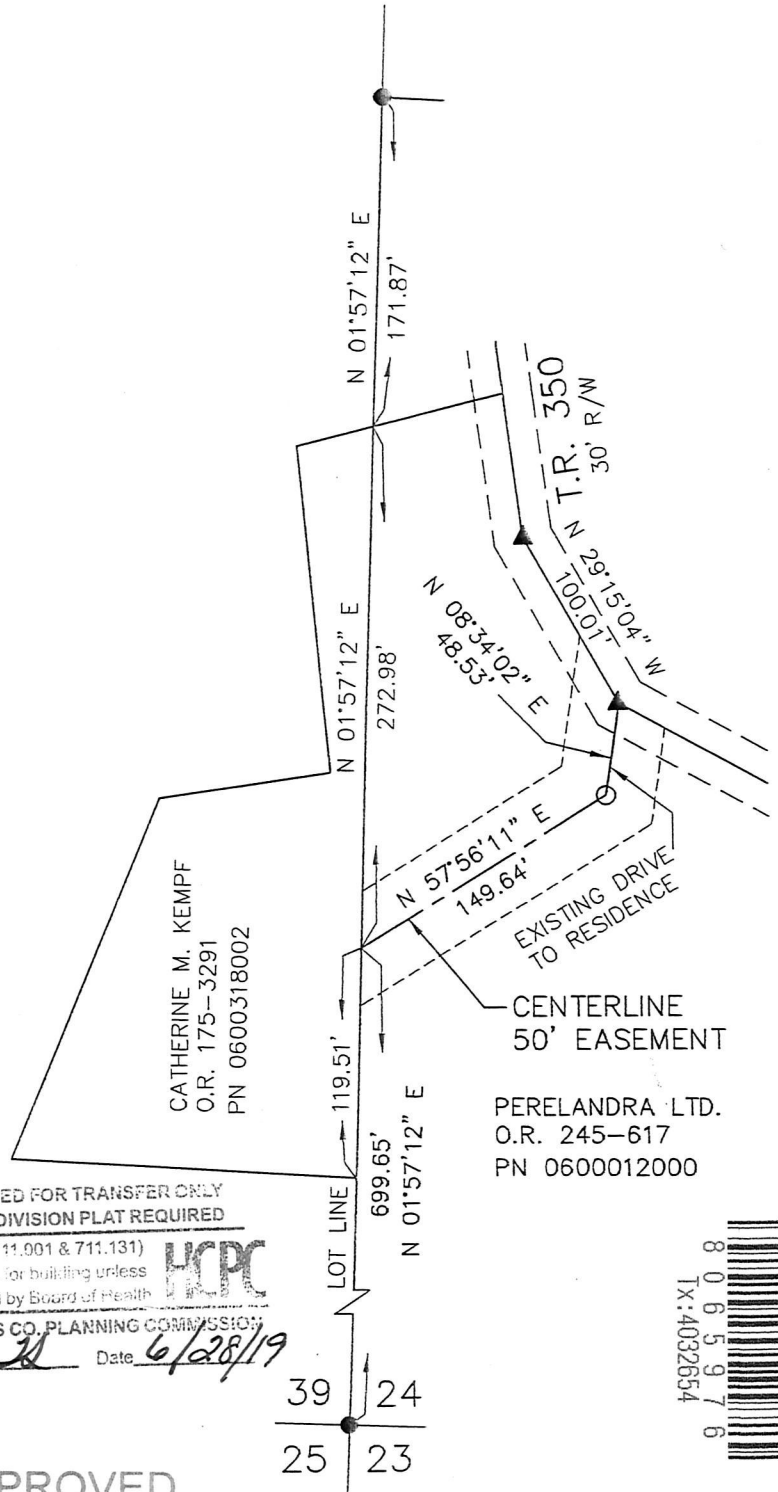 N 01°57'12" E
171.87'
T.R. 350
30' R/W
N 29°15'04" W
100.01'
N 08°34'02" E
48.53'
N 01°57'12" E
272.98'
N 57°56'11" E
149.64'
EXISTING DRIVE
TO RESIDENCE
CATHERINE M. KEMPF
O.R. 175-3291
PN 0600318002
CENTERLINE
50' EASEMENT
119.51'
699.65'
N 01°57'12" E
LOT LINE
PERELANDRA LTD.
O.R. 245-617
PN 0600012000
ED FOR TRANSFER ONLY
DIVISION PLAT REQUIRED
11.001 & 711.131)
for building unless
by Board of Health
HCPC
S CO. PLANNING COMMISSION
Date 6/28/19
39 24
25 23
PROVED
8065976
Tx:4032654